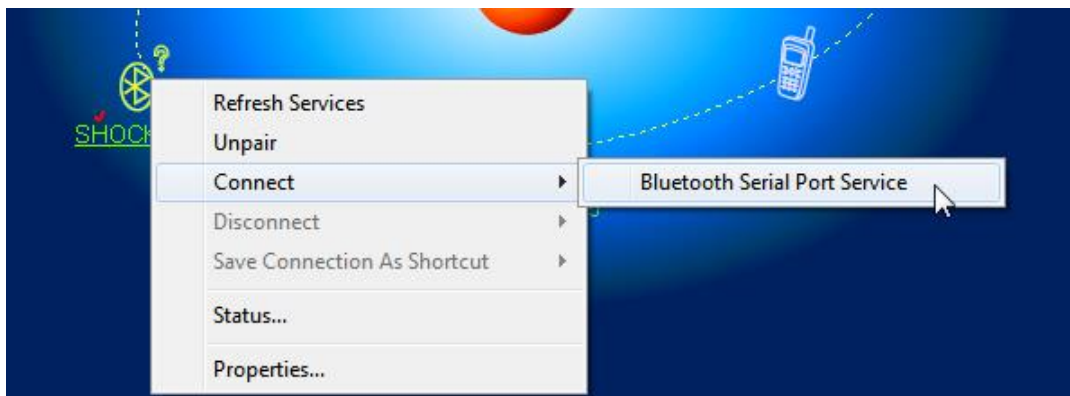 SHOCK
Refresh Services
Unpair
Connect
Bluetooth Serial Port Service
Disconnect
Save Connection As Shortcut
Status...
Properties...